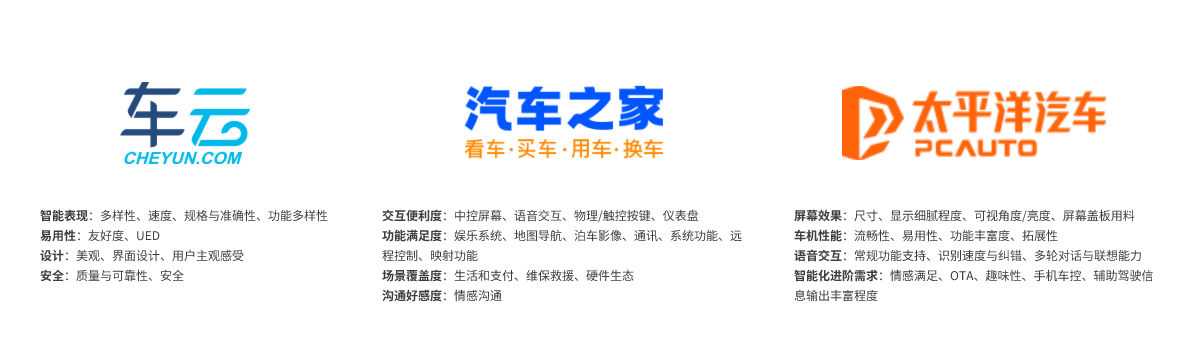 车云
CHEYUN.COM
智能表现：多样性、速度、规格与准确性、功能多样性
易用性：友好度、UED
设计：美观、界面设计、用户主观感受
安全：质量与可靠性、安全
汽车之家
看车·买车·用车·换车
交互便利度：中控屏幕、语音交互、物理/触控按键、仪表盘
功能满足度：娱乐系统、地图导航、泊车影像、通讯、系统功能、远
程控制、映射功能
场景覆盖度：生活和支付、维保救援、硬件生态
沟通好感度：情感沟通
太平洋汽车
PCAUTO
屏幕效果：尺寸、显示细腻程度、可视角度/亮度、屏幕盖板用料
车机性能：流畅性、易用性、功能丰富度、拓展性
语音交互：常规功能支持、识别速度与纠错、多轮对话与联想能力
智能化进阶需求：情感满足、OTA、趣味性、手机车控、辅助驾驶信
息输出丰富程度